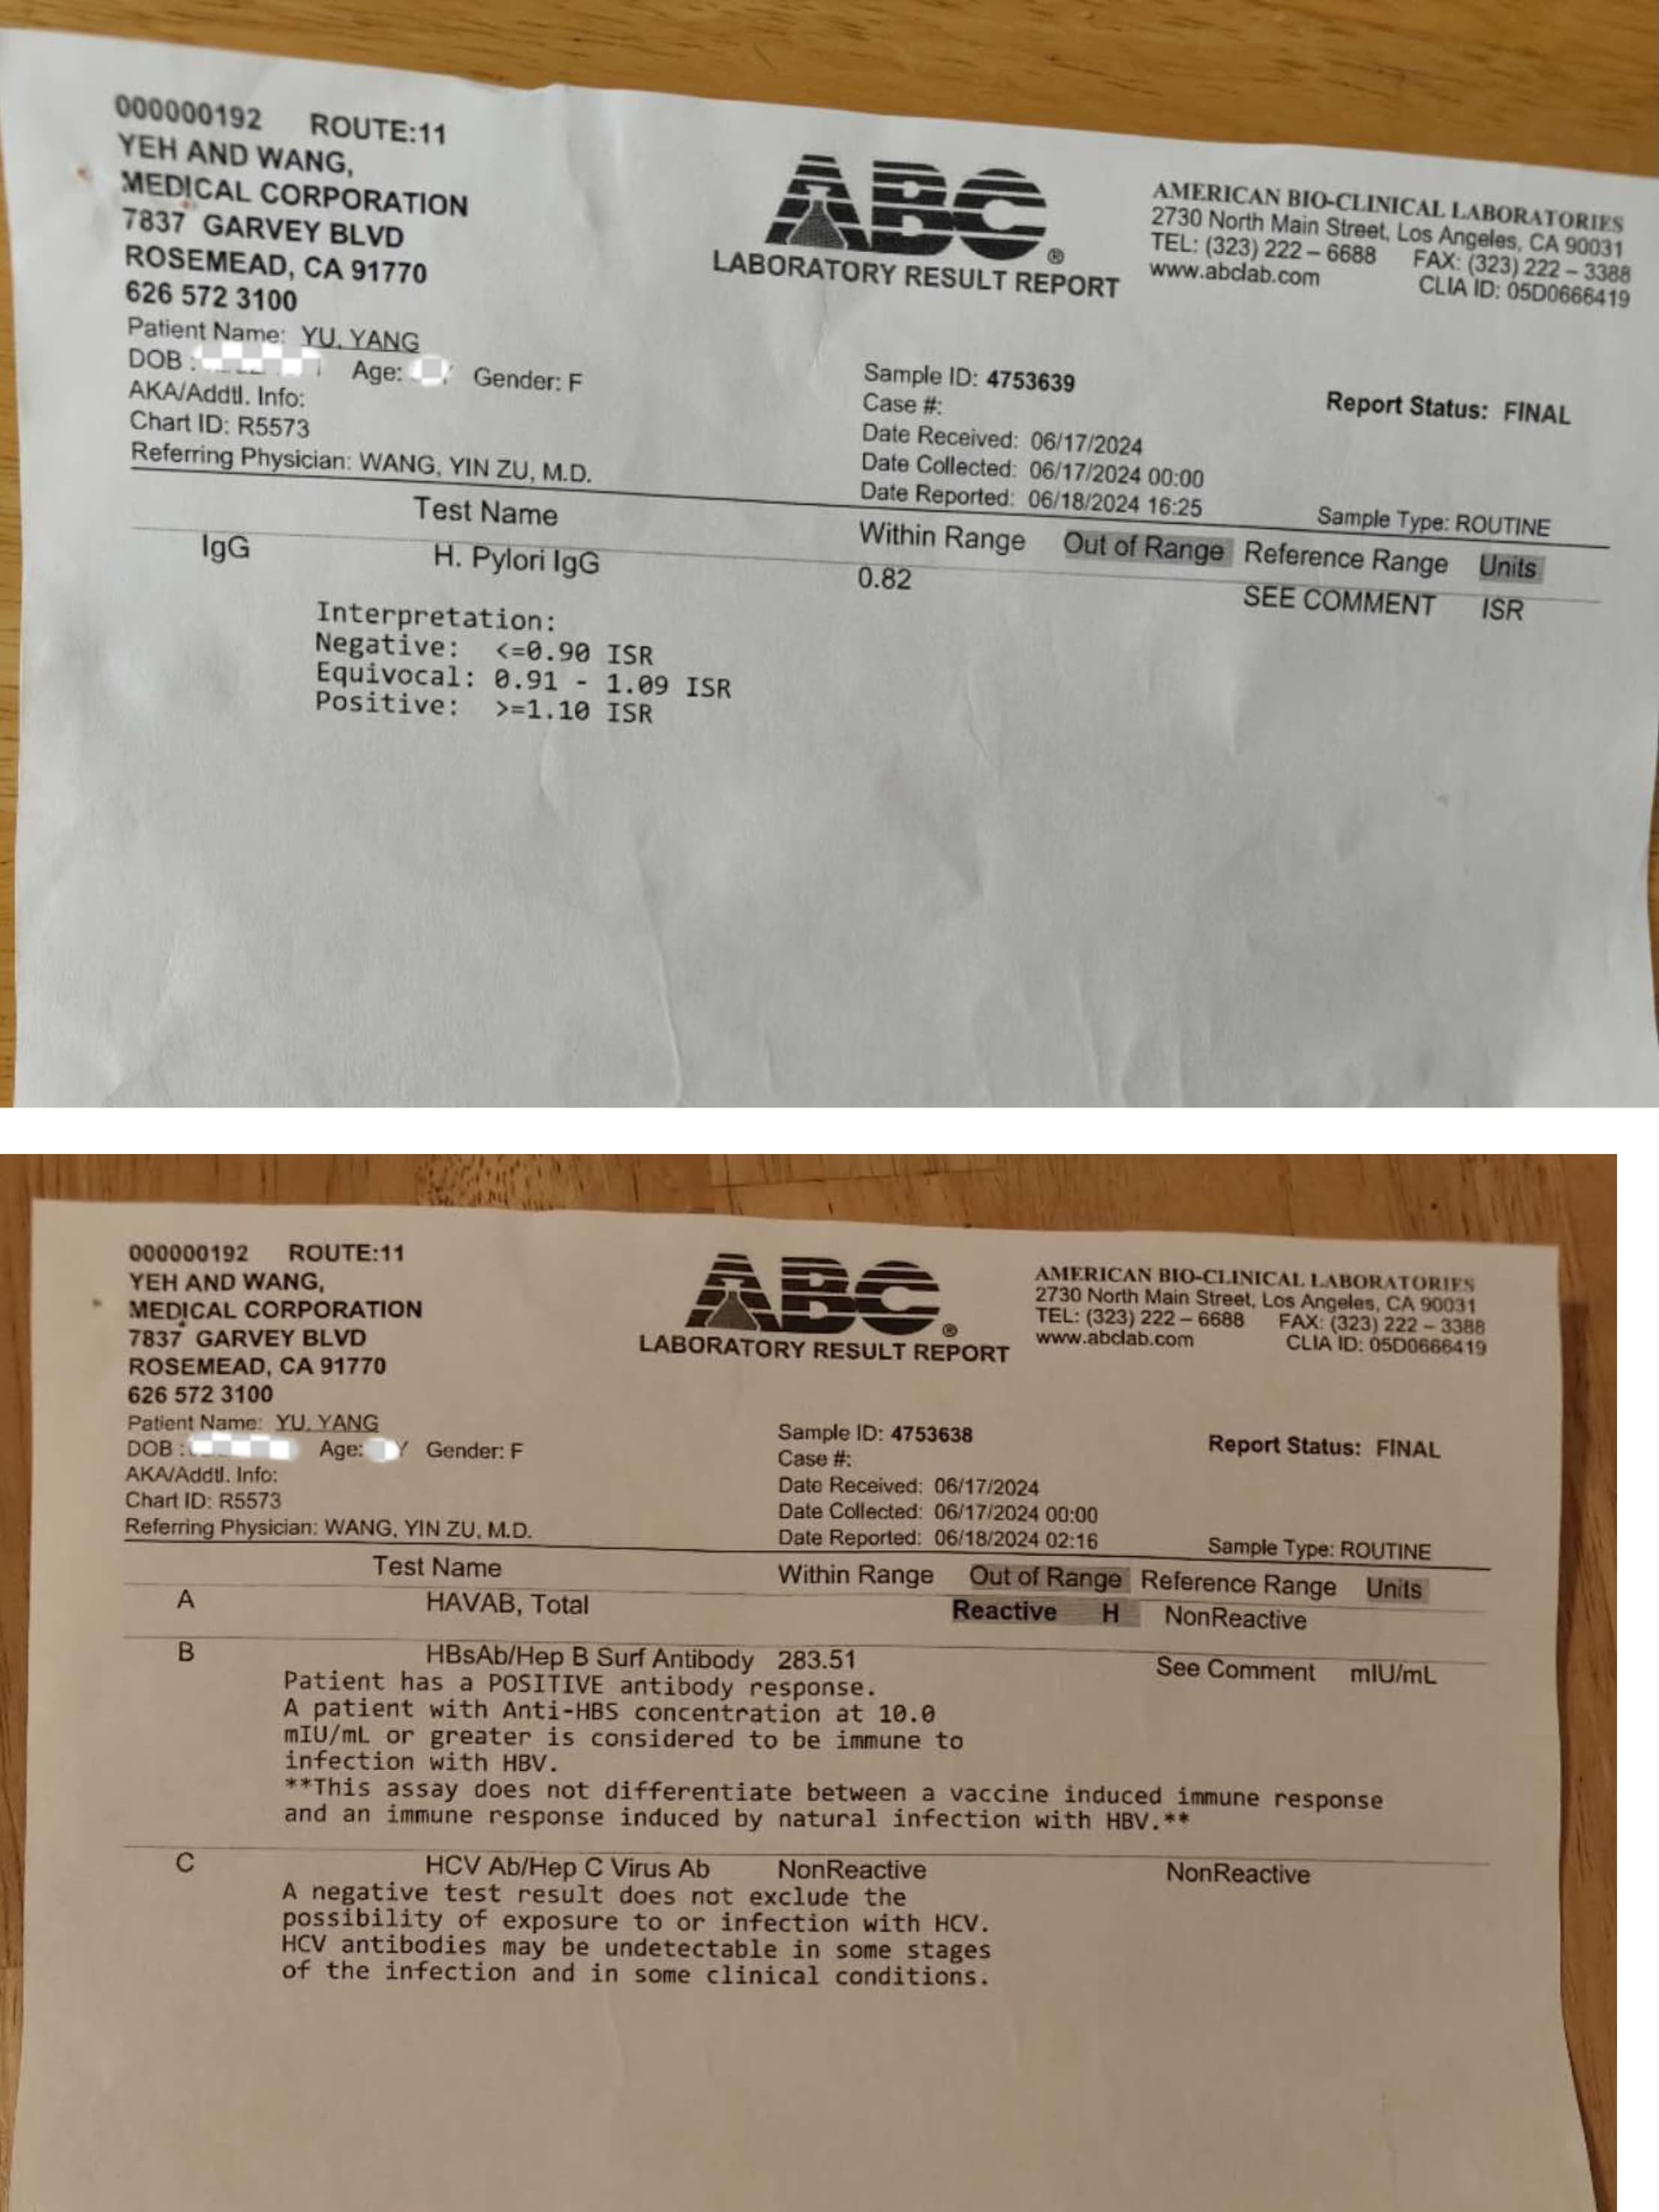 000000192 ROUTE:11
YEH AND WANG,
MEDICAL CORPORATION
7837 GARVEY BLVD
ROSEMEAD, CA 91770
626 572 3100
ABC®
LABORATORY RESULT REPORT
AMERICAN BIO-CLINICAL LABORATORIES
2730 North Main Street, Los Angeles, CA 90031
TEL: (323) 222 – 6688 FAX: (323) 222 – 3388
www.abclab.com CLIA ID: 05D0666419
Patient Name: YU, YANG
DOB : Age: Gender: F
AKA/Addtl. Info:
Chart ID: R5573
Referring Physician: WANG, YIN ZU, M.D.
Sample ID: 4753639
Case #:
Date Received: 06/17/2024
Date Collected: 06/17/2024 00:00
Date Reported: 06/18/2024 16:25
Report Status: FINAL
Sample Type: ROUTINE
Test Name Within Range Out of Range Reference Range Units
IgG H. Pylori IgG 0.82 SEE COMMENT ISR
Interpretation:
Negative: <=0.90 ISR
Equivocal: 0.91 - 1.09 ISR
Positive: >=1.10 ISR
000000192 ROUTE:11
YEH AND WANG,
MEDICAL CORPORATION
7837 GARVEY BLVD
ROSEMEAD, CA 91770
626 572 3100
ABC®
LABORATORY RESULT REPORT
AMERICAN BIO-CLINICAL LABORATORIES
2730 North Main Street, Los Angeles, CA 90031
TEL: (323) 222 – 6688 FAX: (323) 222 – 3388
www.abclab.com CLIA ID: 05D0666419
Patient Name: YU, YANG
DOB : Age: Y Gender: F
AKA/Addtl. Info:
Chart ID: R5573
Referring Physician: WANG, YIN ZU, M.D.
Sample ID: 4753638
Case #:
Date Received: 06/17/2024
Date Collected: 06/17/2024 00:00
Date Reported: 06/18/2024 02:16
Report Status: FINAL
Sample Type: ROUTINE
Test Name Within Range Out of Range Reference Range Units
A HAVAB, Total Reactive H NonReactive
B HBsAb/Hep B Surf Antibody 283.51 See Comment mIU/mL
Patient has a POSITIVE antibody response.
A patient with Anti-HBS concentration at 10.0
mIU/mL or greater is considered to be immune to
infection with HBV.
**This assay does not differentiate between a vaccine induced immune response
and an immune response induced by natural infection with HBV.**
C HCV Ab/Hep C Virus Ab NonReactive NonReactive
A negative test result does not exclude the
possibility of exposure to or infection with HCV.
HCV antibodies may be undetectable in some stages
of the infection and in some clinical conditions.